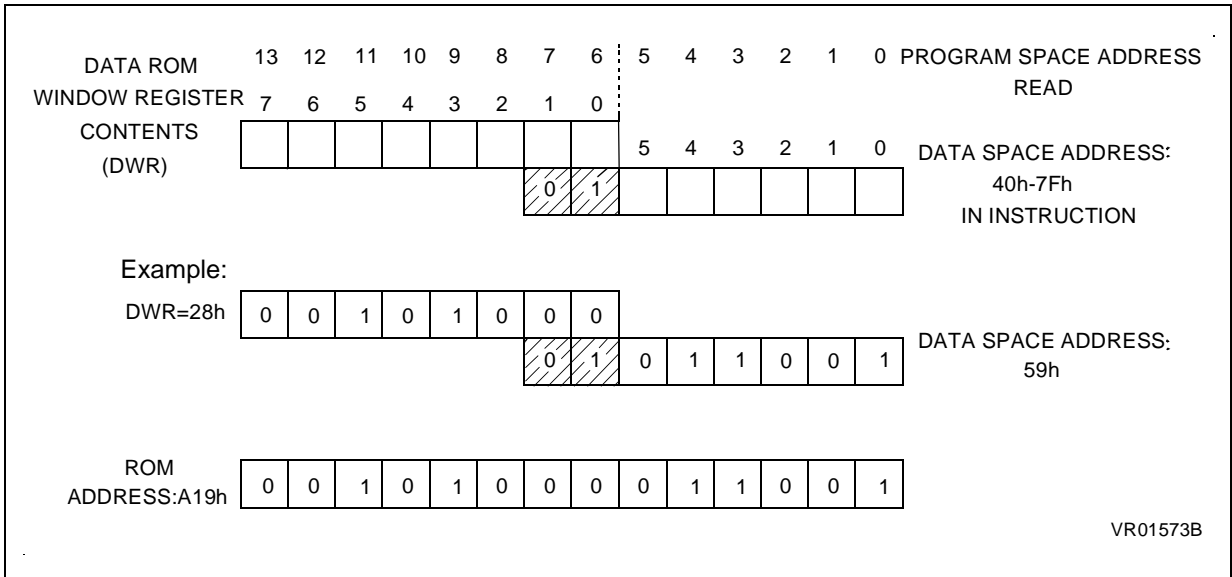 13 12 11 10 9 8 7 6 5 4 3 2 1 0 PROGRAM SPACE ADDRESS
READ
DATA ROM
WINDOW REGISTER 7 6 5 4 3 2 1 0
CONTENTS
(DWR)
5 4 3 2 1 0 DATA SPACE ADDRESS:
40h-7Fh
IN INSTRUCTION
0 1
Example:
DWR=28h 0 0 1 0 1 0 0 0
0 1 0 1 1 0 0 1 DATA SPACE ADDRESS:
59h
ROM
ADDRESS:A19h 0 0 1 0 1 0 0 0 0 1 1 0 0 1
VR01573B